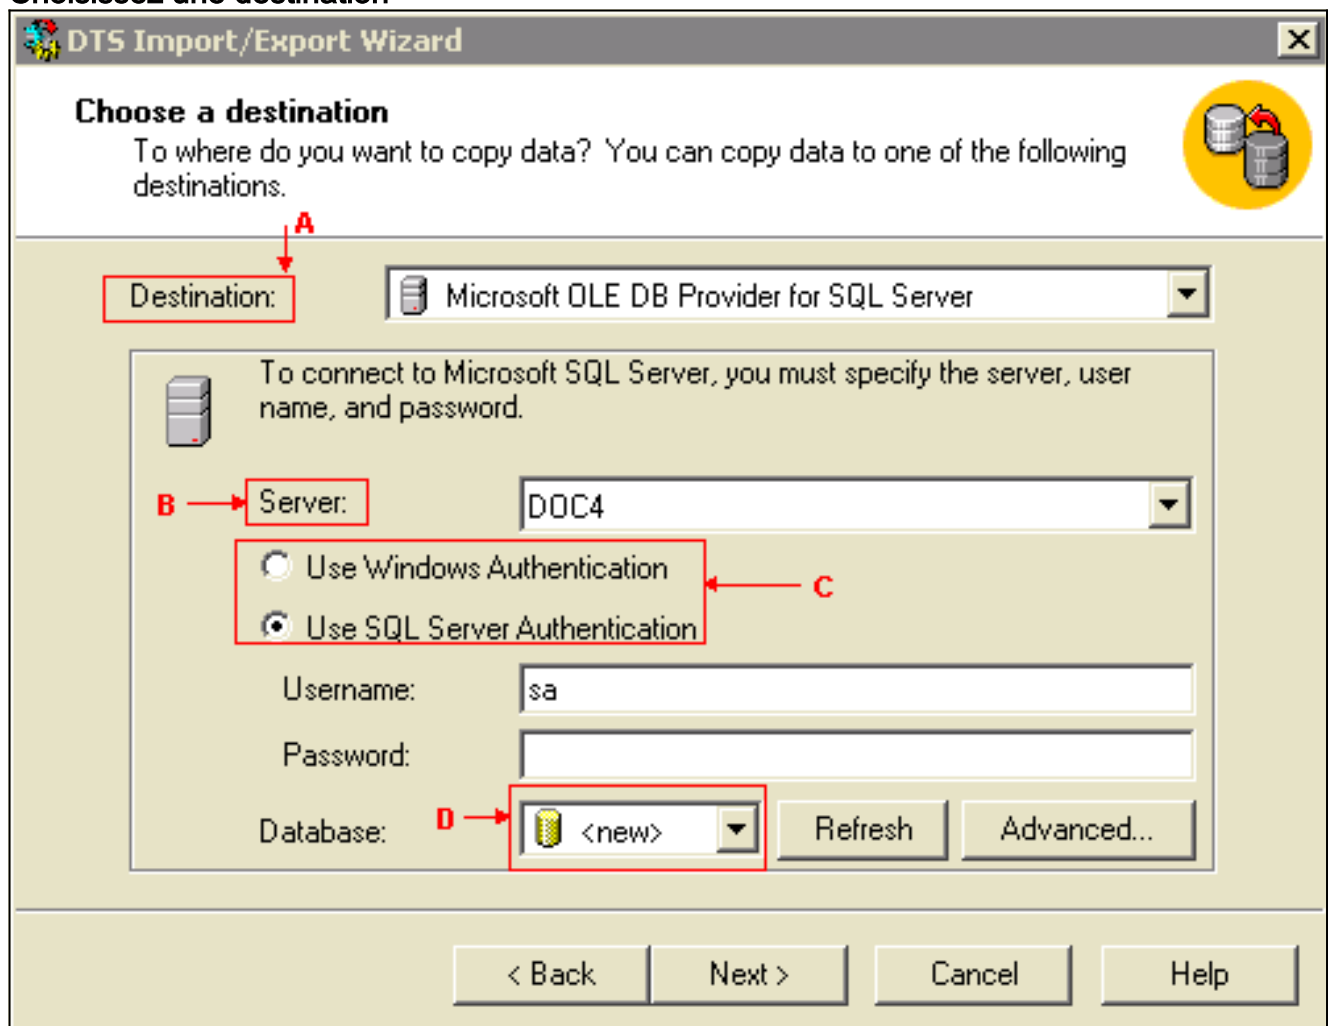 Choisissez une destination
DTS Import/Export Wizard
Choose a destination
To where do you want to copy data? You can copy data to one of the following
destinations.
A
Destination:
Microsoft OLE DB Provider for SQL Server
To connect to Microsoft SQL Server, you must specify the server, user
name, and password.
B
Server:
DOC4
Use Windows Authentication
C
Use SQL Server Authentication
Username:
sa
Password:
Database:
D
<new>
Refresh
Advanced...
< Back
Next >
Cancel
Help